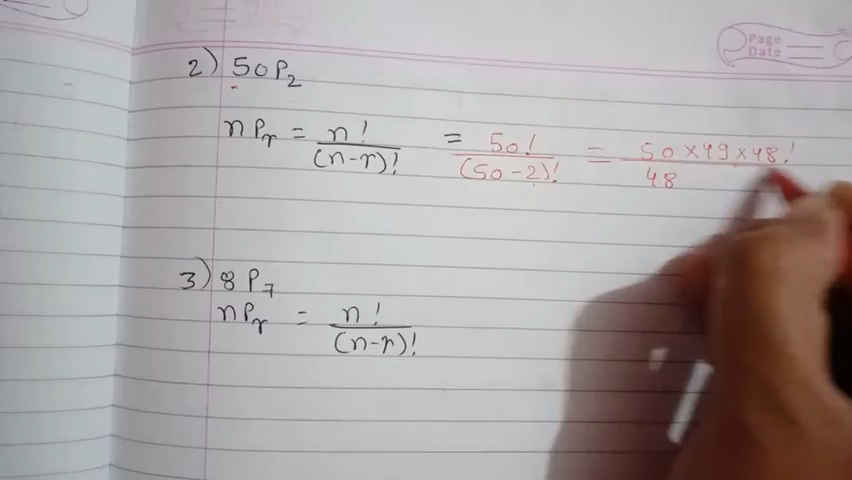 Page
Date
2) 50P₂
nPᵣ = n! / (n-r)! = 50! / (50-2)! = 50×49×48! / 48
3) 8P₇
nPᵣ = n! / (n-r)!